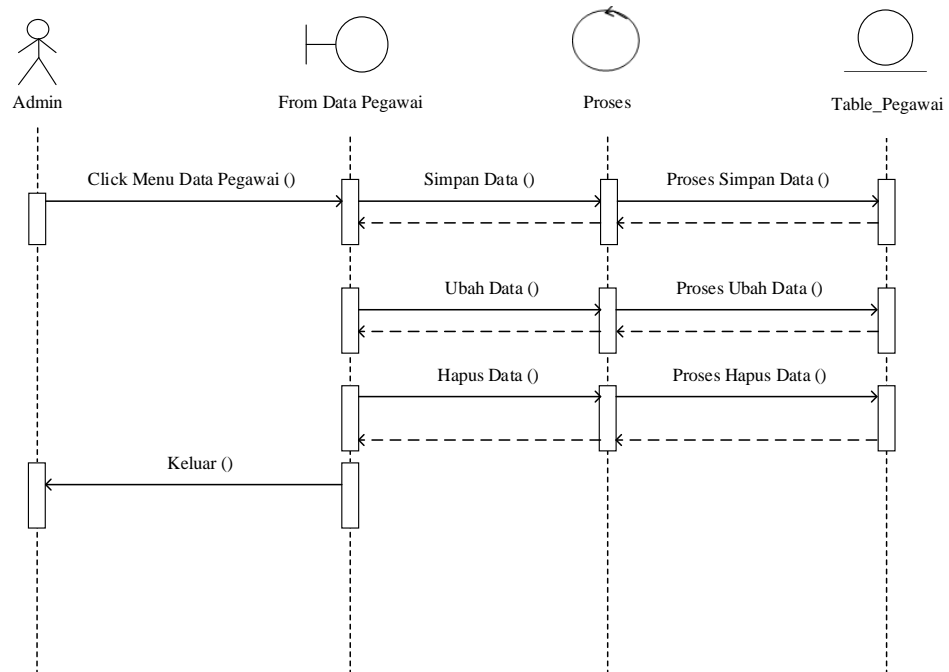 Admin
From Data Pegawai
Proses
Table_Pegawai
Click Menu Data Pegawai ()
Simpan Data ()
Proses Simpan Data ()
Ubah Data ()
Proses Ubah Data ()
Hapus Data ()
Proses Hapus Data ()
Keluar ()